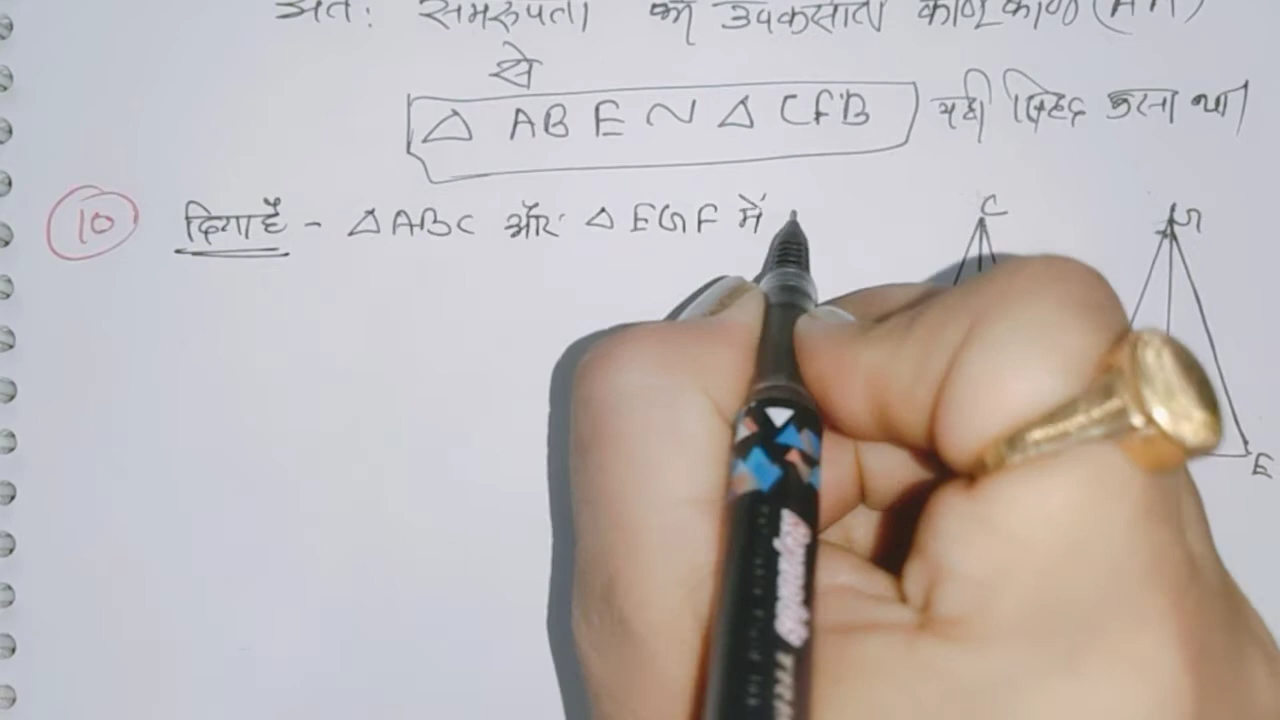 अतः समरूपता की उपकसौटी कोण कोण (AA)
से
△ ABE ~ △ CFB यही सिद्ध करना था
10 दिया है - △ABC और △EGF में
C
G
E